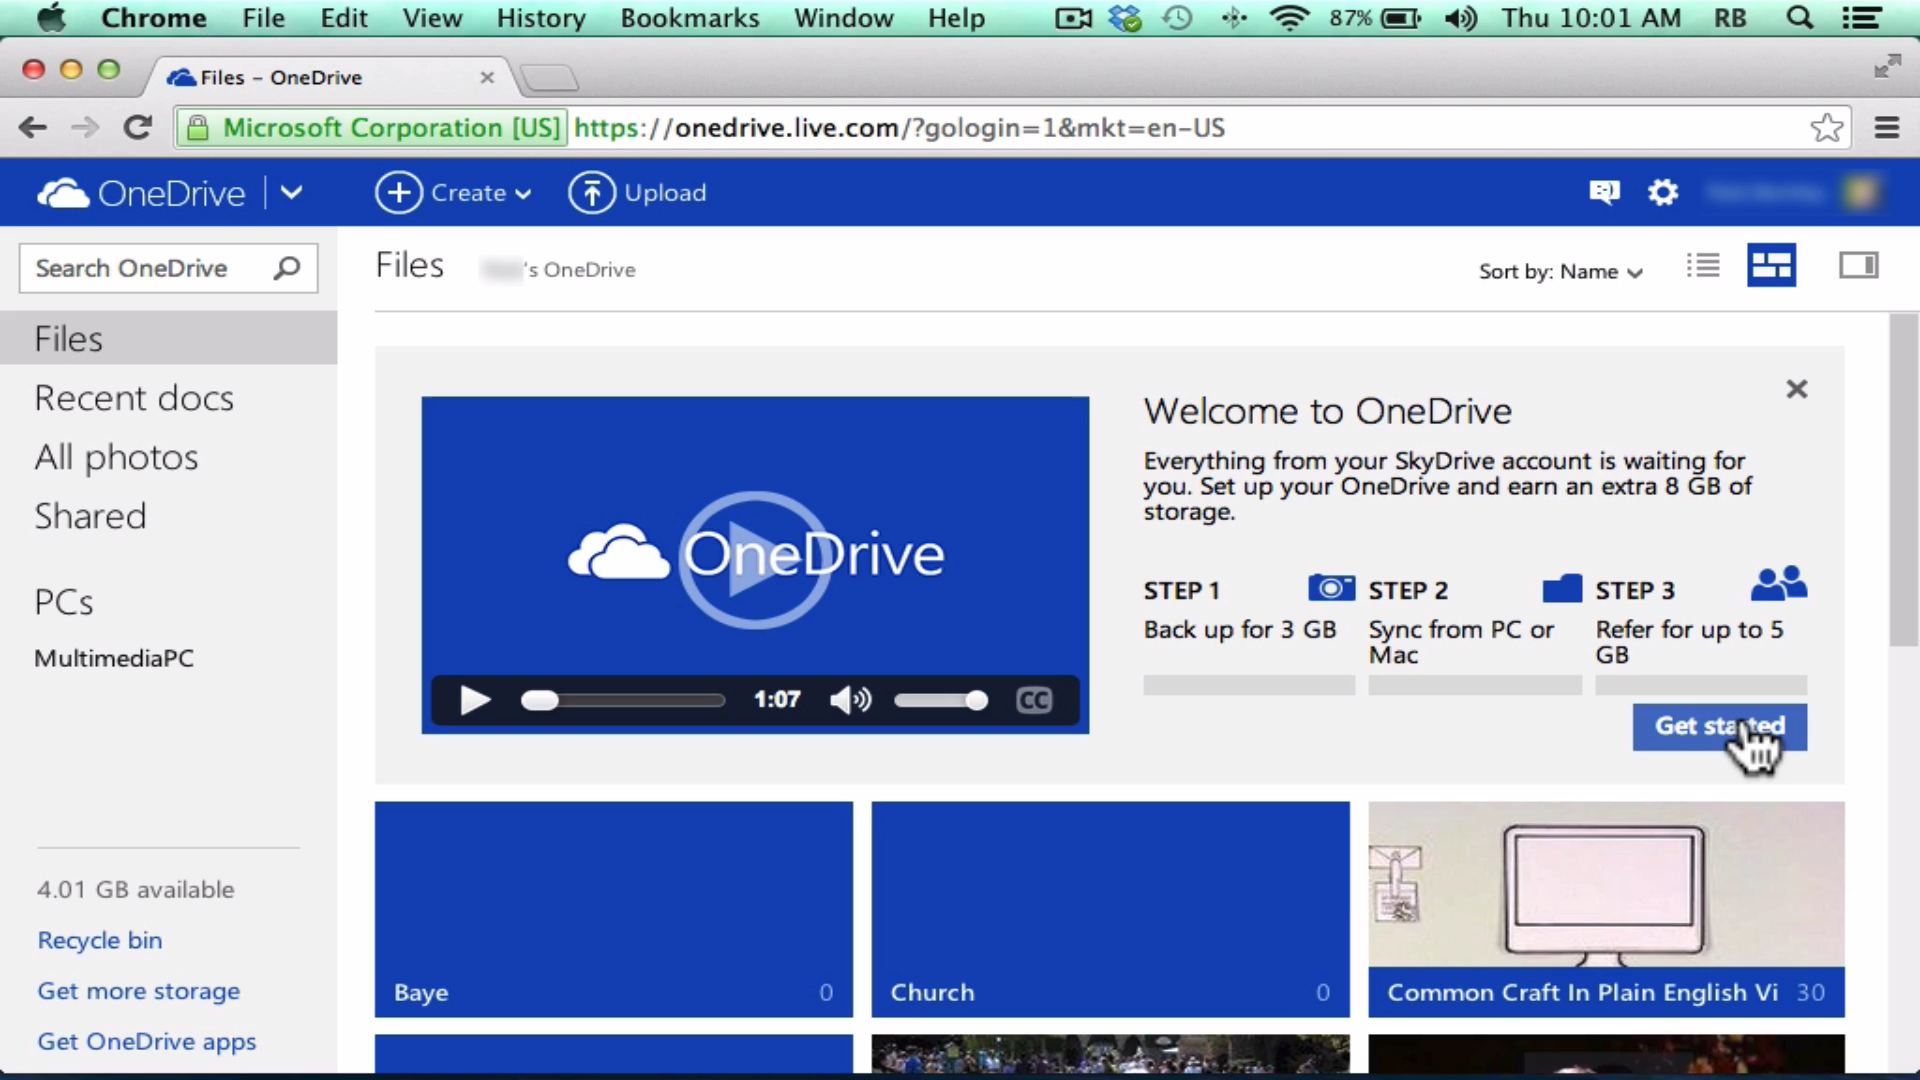 Chrome File Edit View History Bookmarks Window Help 87% Thu 10:01 AM RB
Files – OneDrive
Microsoft Corporation [US] https://onedrive.live.com/?gologin=1&mkt=en-US
OneDrive Create Upload
Search OneDrive
Files 's OneDrive Sort by: Name
Files
Recent docs
All photos
Shared
PCs
MultimediaPC
4.01 GB available
Recycle bin
Get more storage
Get OneDrive apps
OneDrive
1:07 CC
Welcome to OneDrive
Everything from your SkyDrive account is waiting for
you. Set up your OneDrive and earn an extra 8 GB of
storage.
STEP 1
Back up for 3 GB
STEP 2
Sync from PC or
Mac
STEP 3
Refer for up to 5
GB
Get started
Baye 0
Church 0
Common Craft In Plain English Vi 30